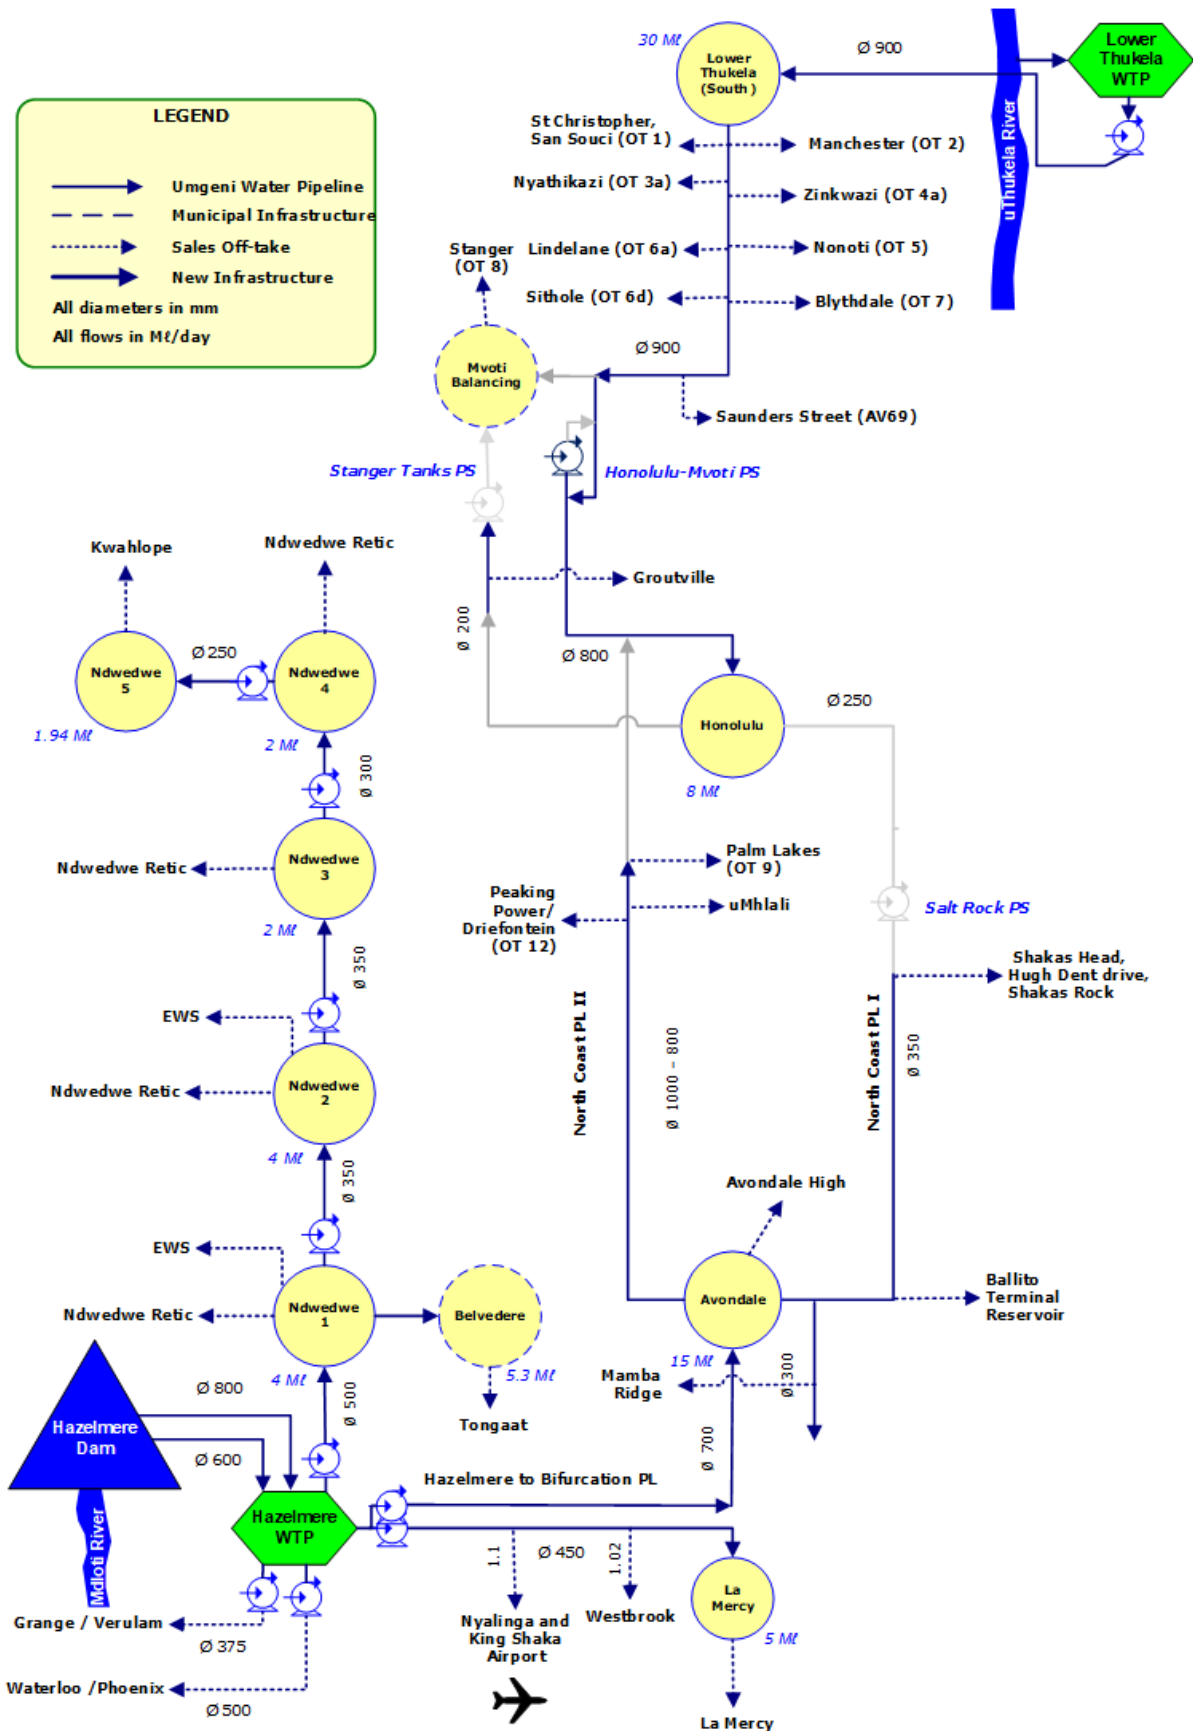 30 Mℓ
Lower
Thukela
(South )
Ø 900
Lower
Thukela
WTP
uThukela River
LEGEND
Umgeni Water Pipeline
Municipal Infrastructure
Sales Off-take
New Infrastructure
All diameters in mm
All flows in Mℓ/day
St Christopher,
San Souci (OT 1)
Manchester (OT 2)
Nyathikazi (OT 3a)
Zinkwazi (OT 4a)
Stanger
(OT 8)
Lindelane (OT 6a)
Nonoti (OT 5)
Sithole (OT 6d)
Blythdale (OT 7)
Ø 900
Mvoti
Balancing
Saunders Street (AV69)
Stanger Tanks PS
Honolulu-Mvoti PS
Kwahlope
Ndwedwe Retic
Groutville
Ø 200
Ø 800
Ø 250
Ndwedwe
5
Ndwedwe
4
1.94 Mℓ
2 Mℓ
Honolulu
Ø 250
8 Mℓ
Ø 300
Ndwedwe Retic
Ndwedwe
3
2 Mℓ
Palm Lakes
(OT 9)
Peaking
Power/
Driefontein
(OT 12)
uMhlali
Salt Rock PS
Ø 350
Shakas Head,
Hugh Dent drive,
Shakas Rock
EWS
Ndwedwe Retic
Ndwedwe
2
4 Mℓ
North Coast PL II
Ø 1000 – 800
North Coast PL I
Ø 350
Ø 350
Avondale High
EWS
Ndwedwe Retic
Ndwedwe
1
4 Mℓ
Belvedere
5.3 Mℓ
Tongaat
Avondale
15 Mℓ
Ballito
Terminal
Reservoir
Mamba
Ridge
Ø 300
Ø 500
Ø 700
Ø 800
Ø 600
Hazelmere
Dam
Mdloti River
Hazelmere to Bifurcation PL
Hazelmere
WTP
1.1
Ø 450
1.02
Grange / Verulam
Ø 375
Waterloo /Phoenix
Ø 500
Nyalinga and
King Shaka
Airport
Westbrook
La
Mercy
5 Mℓ
La Mercy